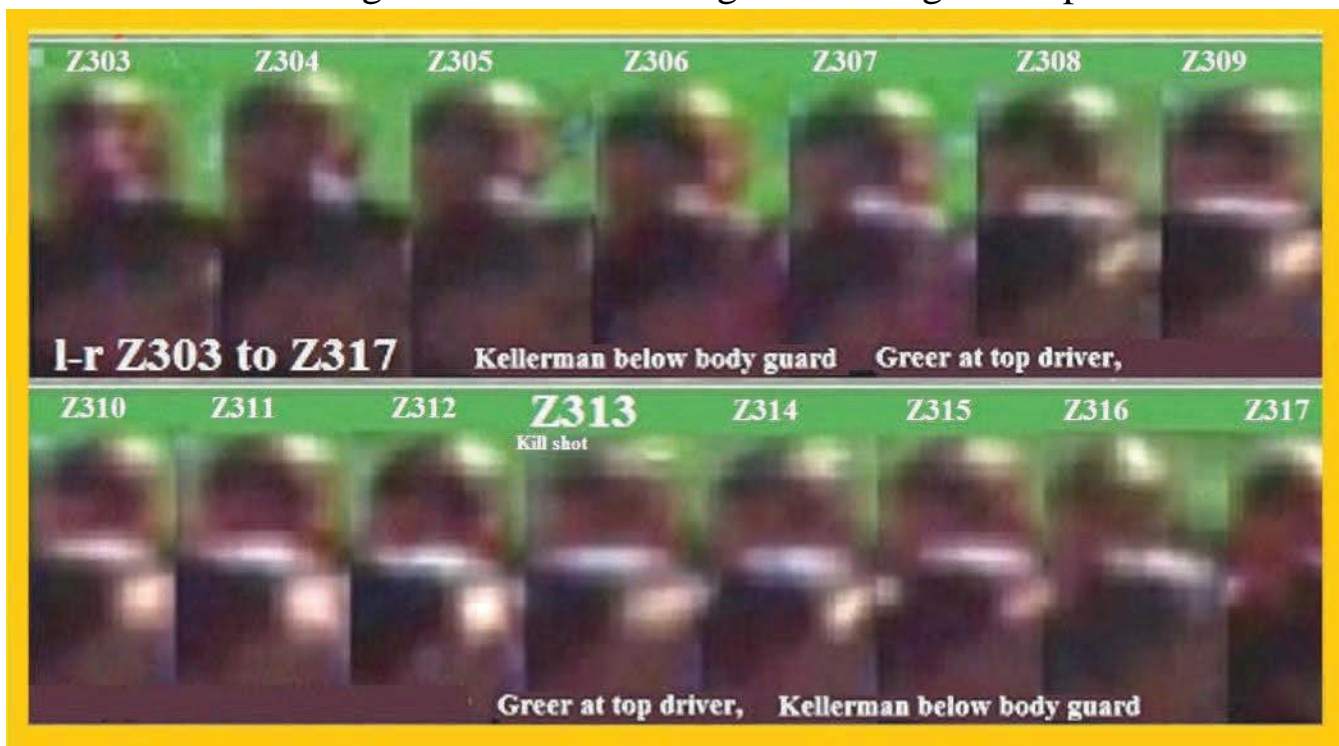 Z303 Z304 Z305 Z306 Z307 Z308 Z309
l-r Z303 to Z317 Kellerman below body guard Greer at top driver,
Z310 Z311 Z312 Z313 Z314 Z315 Z316 Z317
Kill shot
Greer at top driver, Kellerman below body guard